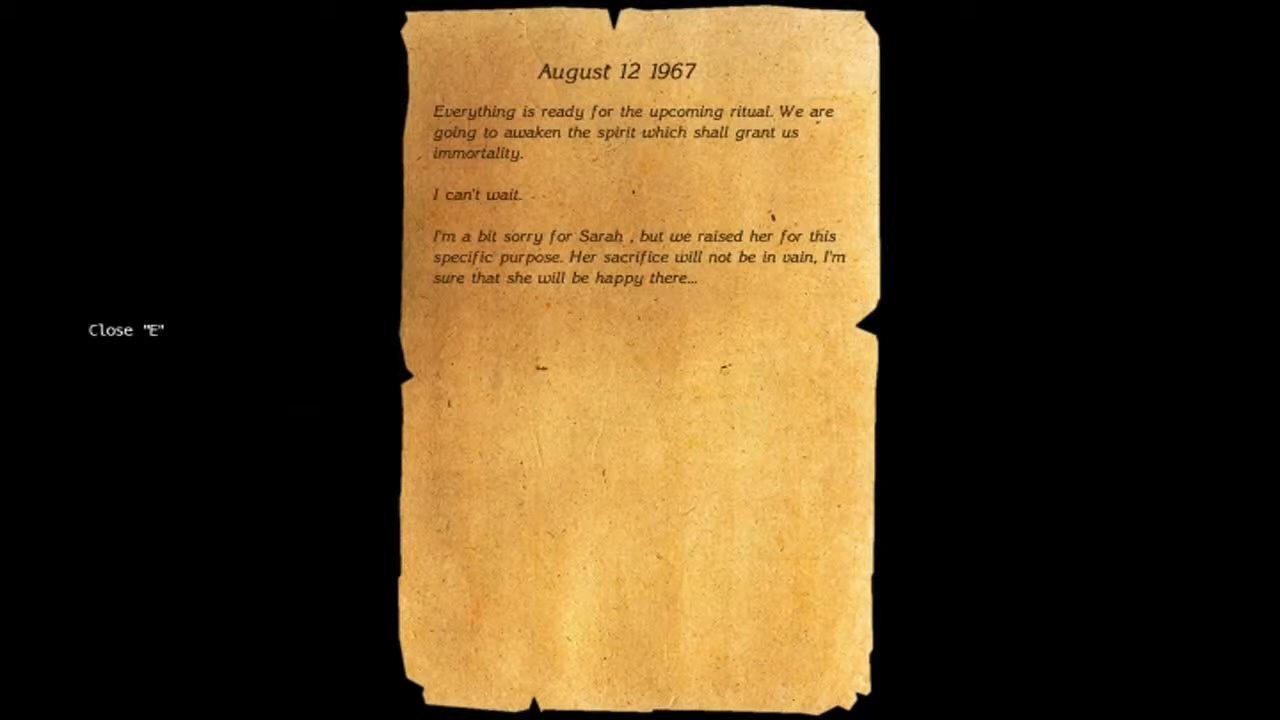 August 12 1967
Everything is ready for the upcoming ritual. We are
going to awaken the spirit which shall grant us
immortality.
I can't wait.
I'm a bit sorry for Sarah , but we raised her for this
specific purpose. Her sacrifice will not be in vain, I'm
sure that she will be happy there...
Close "E"